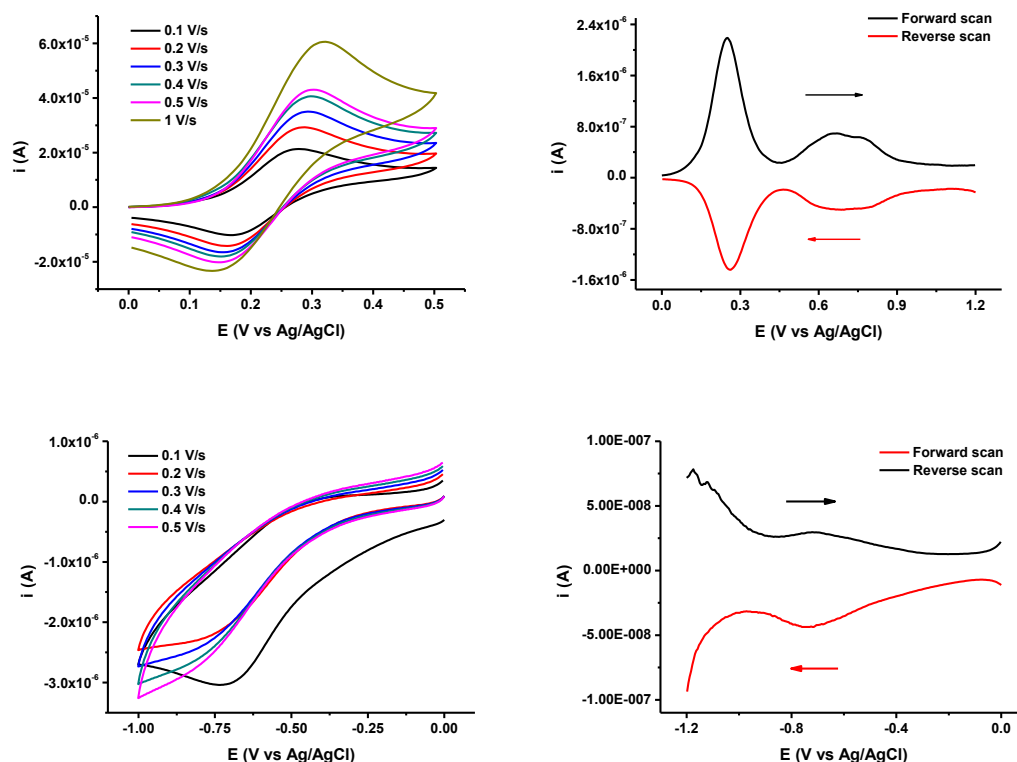 0.1 V/s
0.2 V/s
0.3 V/s
0.4 V/s
0.5 V/s
1 V/s
6.0x10⁻⁵
4.0x10⁻⁵
2.0x10⁻⁵
0.0
-2.0x10⁻⁵
i (A)
0.0 0.1 0.2 0.3 0.4 0.5
E (V vs Ag/AgCl)
Forward scan
Reverse scan
2.4x10⁻⁶
1.6x10⁻⁶
8.0x10⁻⁷
0.0
-8.0x10⁻⁷
-1.6x10⁻⁶
i (A)
0.0 0.3 0.6 0.9 1.2
E (V vs Ag/AgCl)
0.1 V/s
0.2 V/s
0.3 V/s
0.4 V/s
0.5 V/s
1.0x10⁻⁶
0.0
-1.0x10⁻⁶
-2.0x10⁻⁶
-3.0x10⁻⁶
i (A)
-1.00 -0.75 -0.50 -0.25 0.00
E (V vs Ag/AgCl)
Forward scan
Reverse scan
1.00E-007
5.00E-008
0.00E+000
-5.00E-008
-1.00E-007
i (A)
-1.2 -0.8 -0.4 0.0
E (V vs Ag/AgCl)